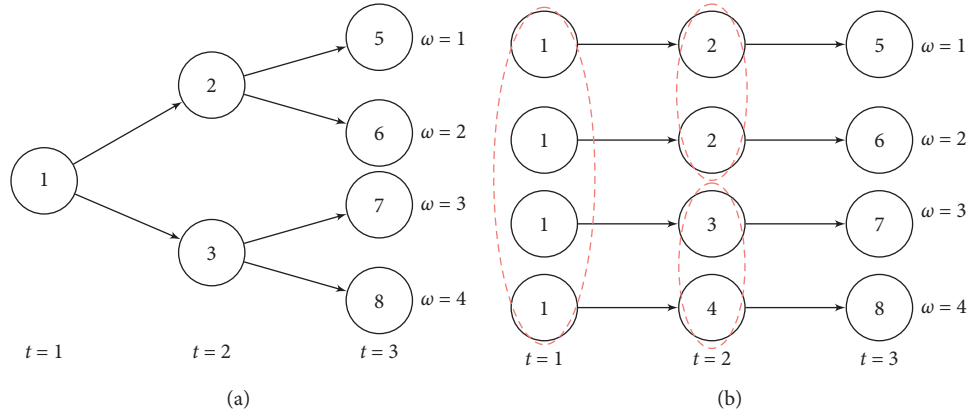 1
2
3
5
6
7
8
ω = 1
ω = 2
ω = 3
ω = 4
t = 1
t = 2
t = 3
(a)
1 2 5 ω = 1
1 2 6 ω = 2
1 3 7 ω = 3
1 4 8 ω = 4
t = 1
t = 2
t = 3
(b)